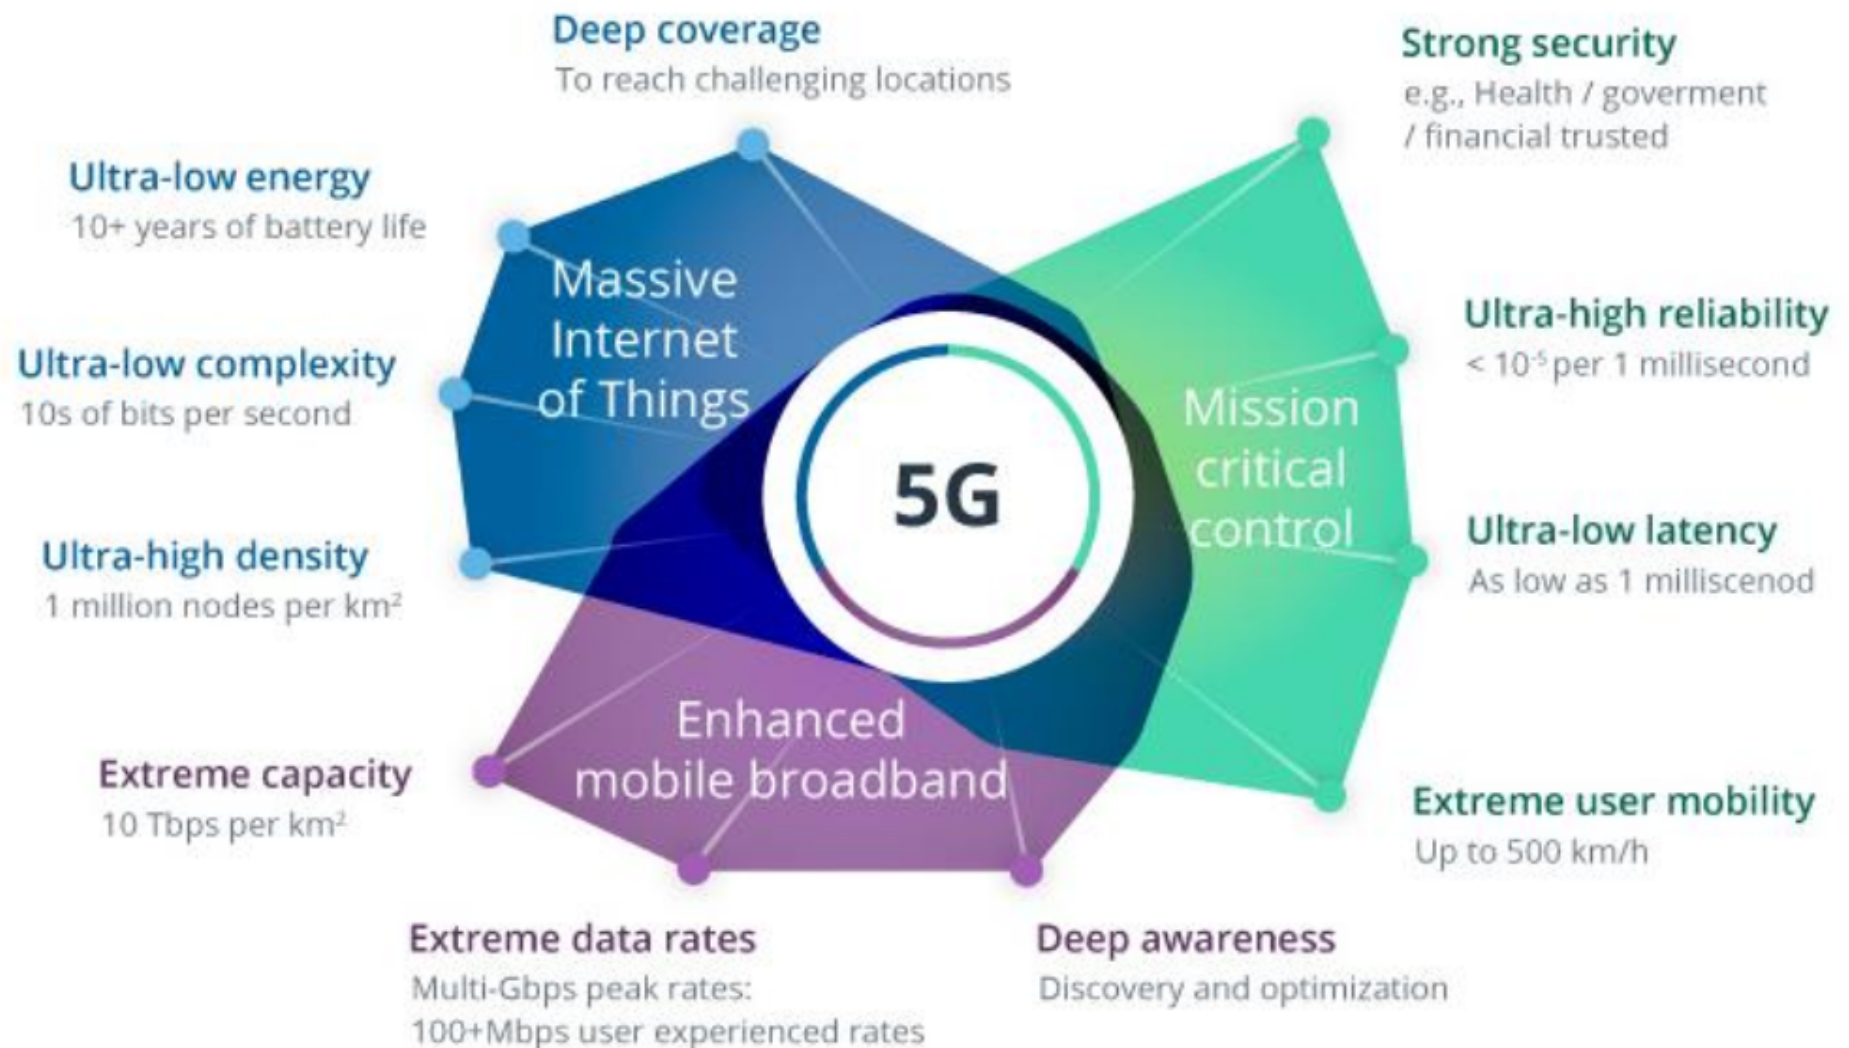 Deep coverage
To reach challenging locations
Strong security
e.g., Health / goverment
/ financial trusted
Ultra-low energy
10+ years of battery life
Massive
Internet
of Things
Ultra-high reliability
< 10⁻⁵ per 1 millisecond
Ultra-low complexity
10s of bits per second
Mission
critical
control
5G
Ultra-high density
1 million nodes per km²
Ultra-low latency
As low as 1 milliscenod
Enhanced
mobile broadband
Extreme capacity
10 Tbps per km²
Extreme user mobility
Up to 500 km/h
Extreme data rates
Multi-Gbps peak rates:
100+Mbps user experienced rates
Deep awareness
Discovery and optimization